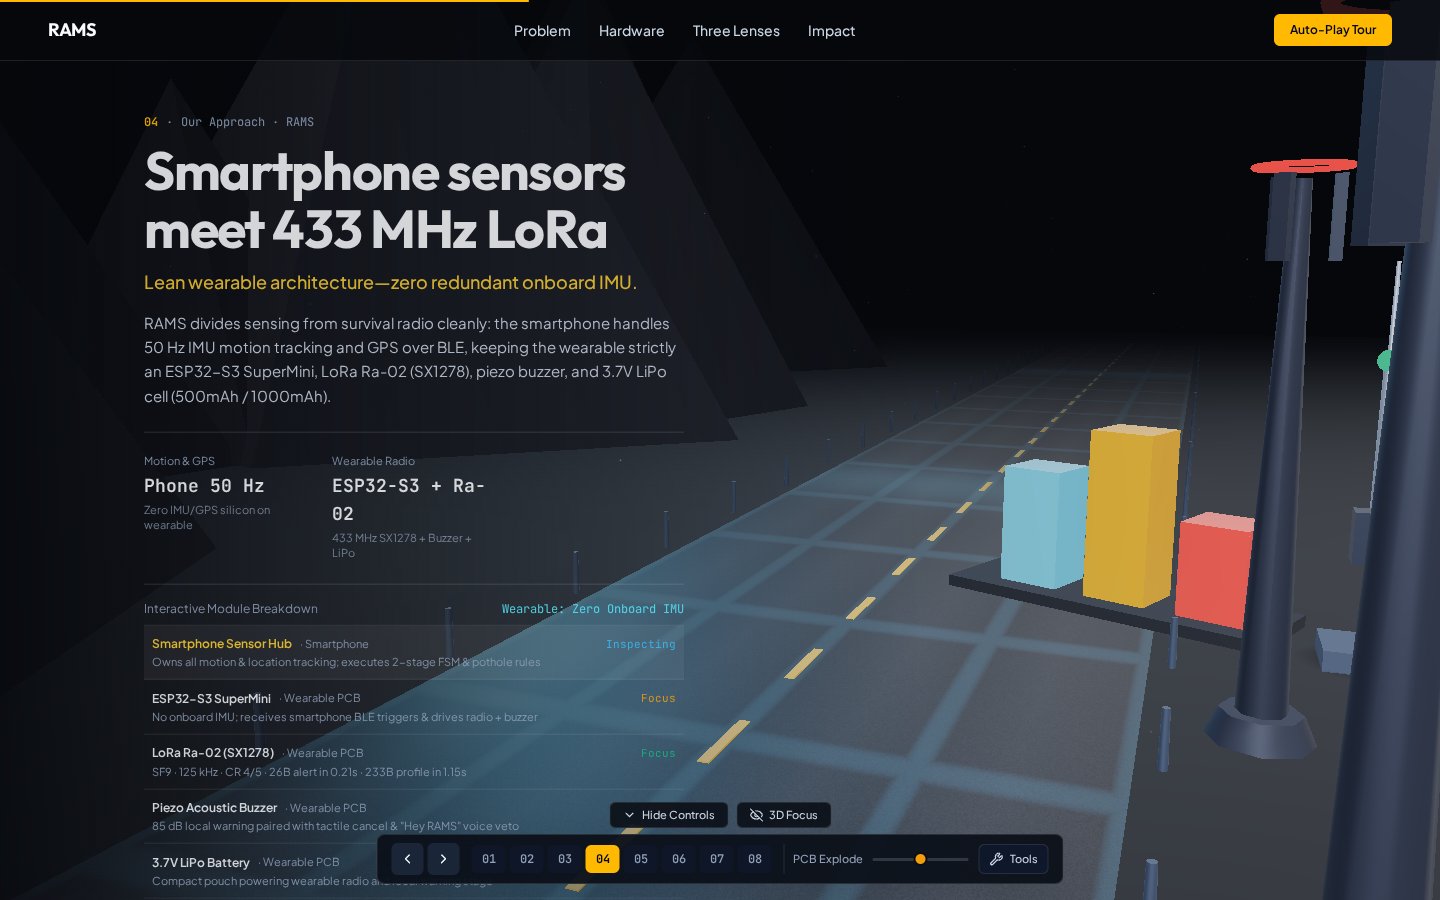 RAMS
Problem
Hardware
Three Lenses
Impact
Auto-Play Tour
04 · Our Approach · RAMS
Smartphone sensors
meet 433 MHz LoRa
Lean wearable architecture—zero redundant onboard IMU.
RAMS divides sensing from survival radio cleanly: the smartphone handles
50 Hz IMU motion tracking and GPS over BLE, keeping the wearable strictly
an ESP32-S3 SuperMini, LoRa Ra-02 (SX1278), piezo buzzer, and 3.7V LiPo
cell (500mAh / 1000mAh).
Motion & GPS
Phone 50 Hz
Zero IMU/GPS silicon on
wearable
Wearable Radio
ESP32-S3 + Ra-
02
433 MHz SX1278 + Buzzer +
LiPo
Interactive Module Breakdown
Wearable: Zero Onboard IMU
Smartphone Sensor Hub · Smartphone
Inspecting
Owns all motion & location tracking; executes 2-stage FSM & pothole rules
ESP32-S3 SuperMini · Wearable PCB
Focus
No onboard IMU; receives smartphone BLE triggers & drives radio + buzzer
LoRa Ra-02 (SX1278) · Wearable PCB
Focus
SF9 · 125 kHz · CR 4/5 · 26B alert in 0.21s · 233B profile in 1.15s
Piezo Acoustic Buzzer · Wearable PCB
85 dB local warning paired with tactile cancel & "Hey RAMS" voice veto
3.7V LiPo Battery · Wearable PCB
Compact pouch powering wearable radio and local warning stage
Hide Controls
3D Focus
01
02
03
04
05
06
07
08
PCB Explode
Tools